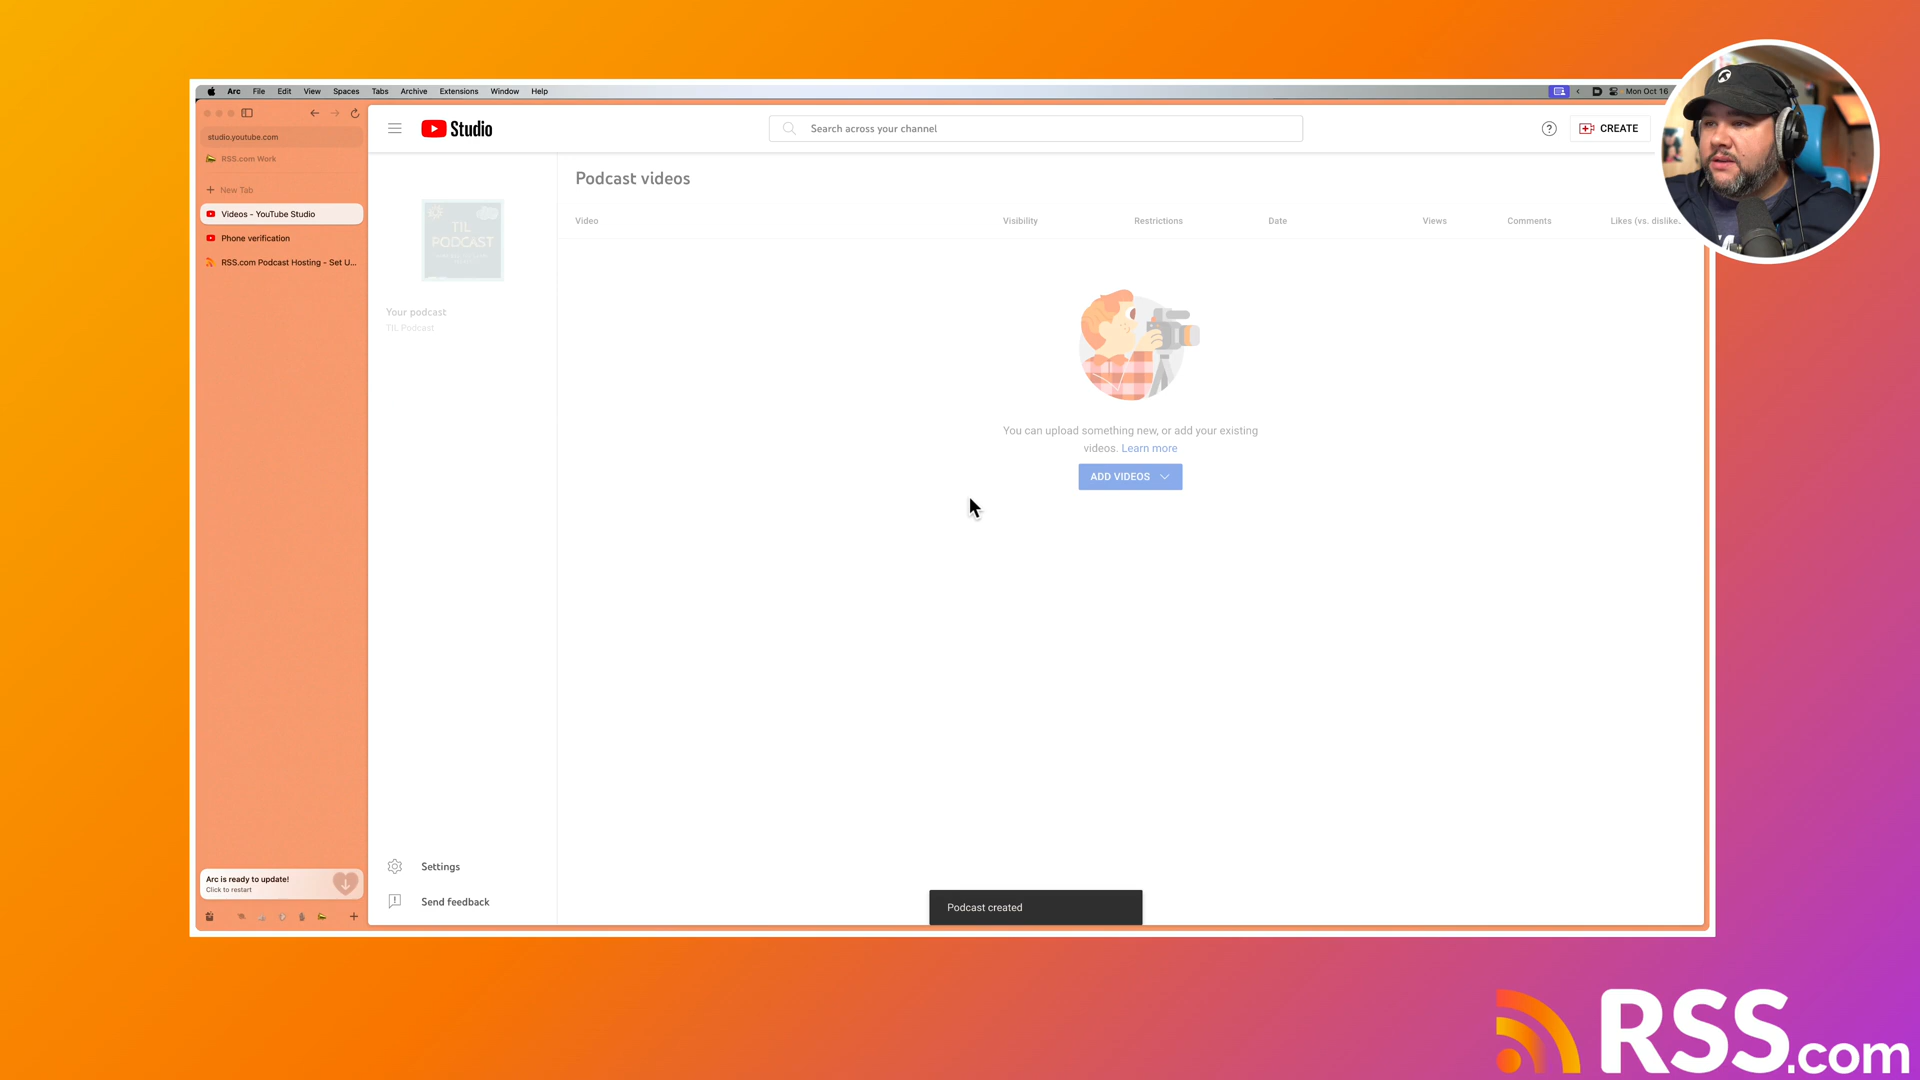 Arc File Edit View Spaces Tabs Archive Extensions Window Help
Mon Oct 16
studio.youtube.com
RSS.com Work
New Tab
Videos - YouTube Studio
Phone verification
RSS.com Podcast Hosting - Set U...
Arc is ready to update!
Click to restart
Studio
Search across your channel
CREATE
TIL
PODCAST
Your podcast
TIL Podcast
Settings
Send feedback
Podcast videos
Video Visibility Restrictions Date Views Comments Likes (vs. dislike
You can upload something new, or add your existing
videos. Learn more
ADD VIDEOS
Podcast created
RSS.com